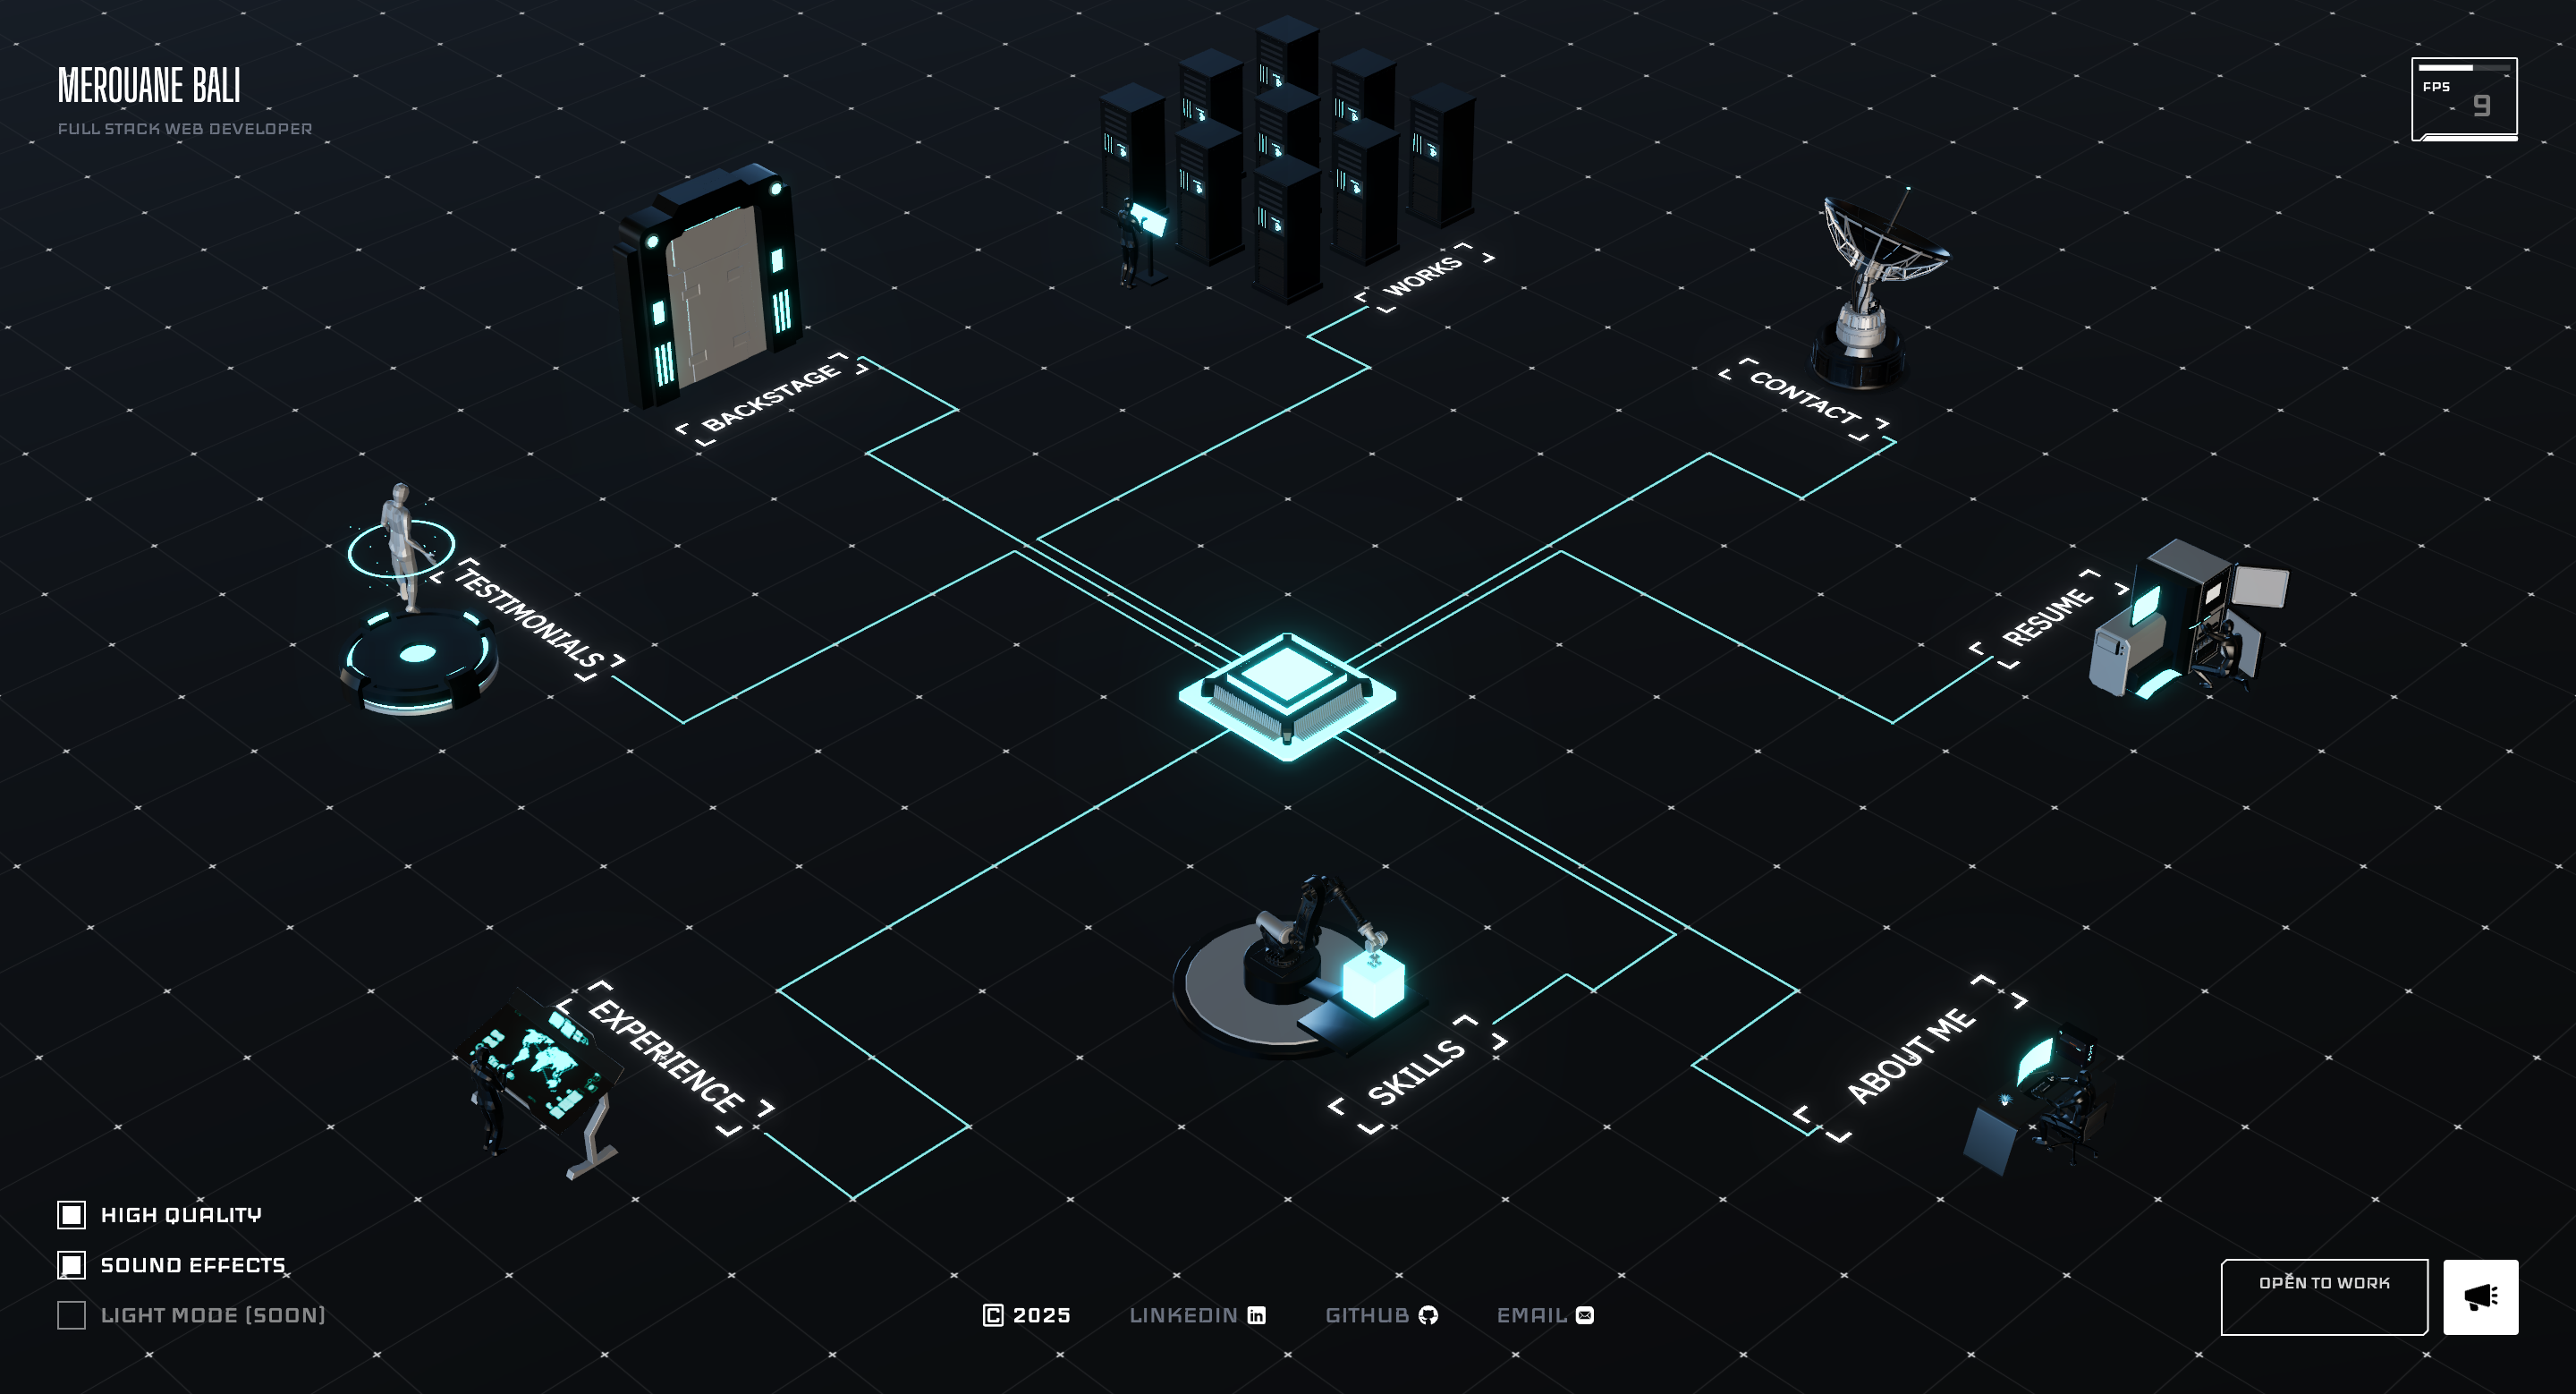 MEROUANE BALI
FULL STACK WEB DEVELOPER
FPS
9
WORKS
BACKSTAGE
CONTACT
TESTIMONIALS
RESUME
EXPERIENCE
SKILLS
ABOUT ME
HIGH QUALITY
SOUND EFFECTS
LIGHT MODE (SOON)
C 2025
LINKEDIN in
GITHUB
EMAIL
OPEN TO WORK